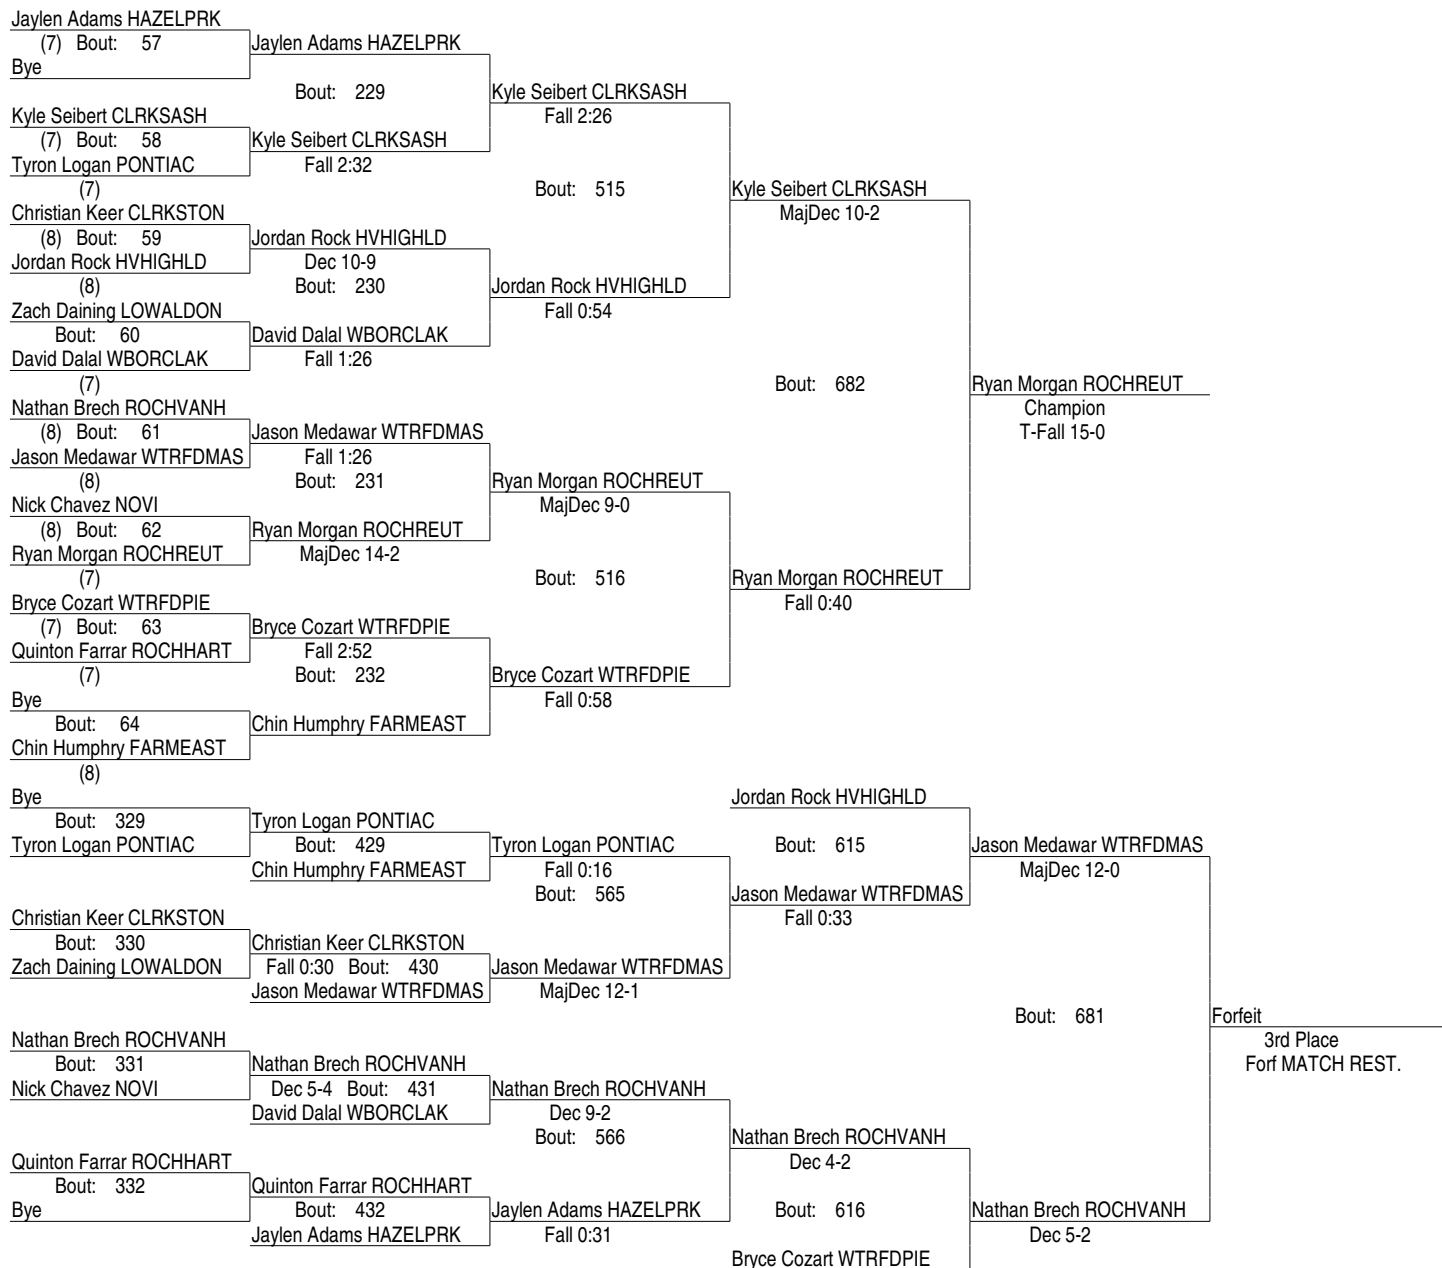 Jaylen Adams HAZELPRK
(7) Bout: 57
Jaylen Adams HAZELPRK
Bye
Bout: 229
Kyle Seibert CLRKSASH
Kyle Seibert CLRKSASH
Fall 2:26
(7) Bout: 58
Kyle Seibert CLRKSASH
Tyron Logan PONTIAC
Fall 2:32
(7)
Bout: 515
Kyle Seibert CLRKSASH
Christian Keer CLRKSTON
MajDec 10-2
(8) Bout: 59
Jordan Rock HVHIGHLD
Jordan Rock HVHIGHLD
Dec 10-9
(8)
Bout: 230
Jordan Rock HVHIGHLD
Zach Daining LOWALDON
Fall 0:54
Bout: 60
David Dalal WBORCLAK
David Dalal WBORCLAK
Fall 1:26
(7)
Bout: 682
Ryan Morgan ROCHREUT
Nathan Brech ROCHVANH
Champion
(8) Bout: 61
Jason Medawar WTRFDMAS
T-Fall 15-0
Jason Medawar WTRFDMAS
Fall 1:26
(8)
Bout: 231
Ryan Morgan ROCHREUT
Nick Chavez NOVI
MajDec 9-0
(8) Bout: 62
Ryan Morgan ROCHREUT
Ryan Morgan ROCHREUT
MajDec 14-2
(7)
Bout: 516
Ryan Morgan ROCHREUT
Bryce Cozart WTRFDPIE
Fall 0:40
(7) Bout: 63
Bryce Cozart WTRFDPIE
Quinton Farrar ROCHHART
Fall 2:52
(7)
Bout: 232
Bryce Cozart WTRFDPIE
Bye
Fall 0:58
Bout: 64
Chin Humphry FARMEAST
Chin Humphry FARMEAST
(8)
Bye
Jordan Rock HVHIGHLD
Bout: 329
Tyron Logan PONTIAC
Tyron Logan PONTIAC
Bout: 429
Tyron Logan PONTIAC
Bout: 615
Jason Medawar WTRFDMAS
Chin Humphry FARMEAST
Fall 0:16
MajDec 12-0
Bout: 565
Jason Medawar WTRFDMAS
Christian Keer CLRKSTON
Fall 0:33
Bout: 330
Christian Keer CLRKSTON
Zach Daining LOWALDON
Fall 0:30 Bout: 430
Jason Medawar WTRFDMAS
Jason Medawar WTRFDMAS
MajDec 12-1
Bout: 681
Forfeit
Nathan Brech ROCHVANH
3rd Place
Bout: 331
Nathan Brech ROCHVANH
Forf MATCH REST.
Nick Chavez NOVI
Dec 5-4 Bout: 431
Nathan Brech ROCHVANH
David Dalal WBORCLAK
Dec 9-2
Bout: 566
Nathan Brech ROCHVANH
Quinton Farrar ROCHHART
Dec 4-2
Bout: 332
Quinton Farrar ROCHHART
Bye
Bout: 432
Jaylen Adams HAZELPRK
Bout: 616
Nathan Brech ROCHVANH
Jaylen Adams HAZELPRK
Fall 0:31
Dec 5-2
Bryce Cozart WTRFDPIE